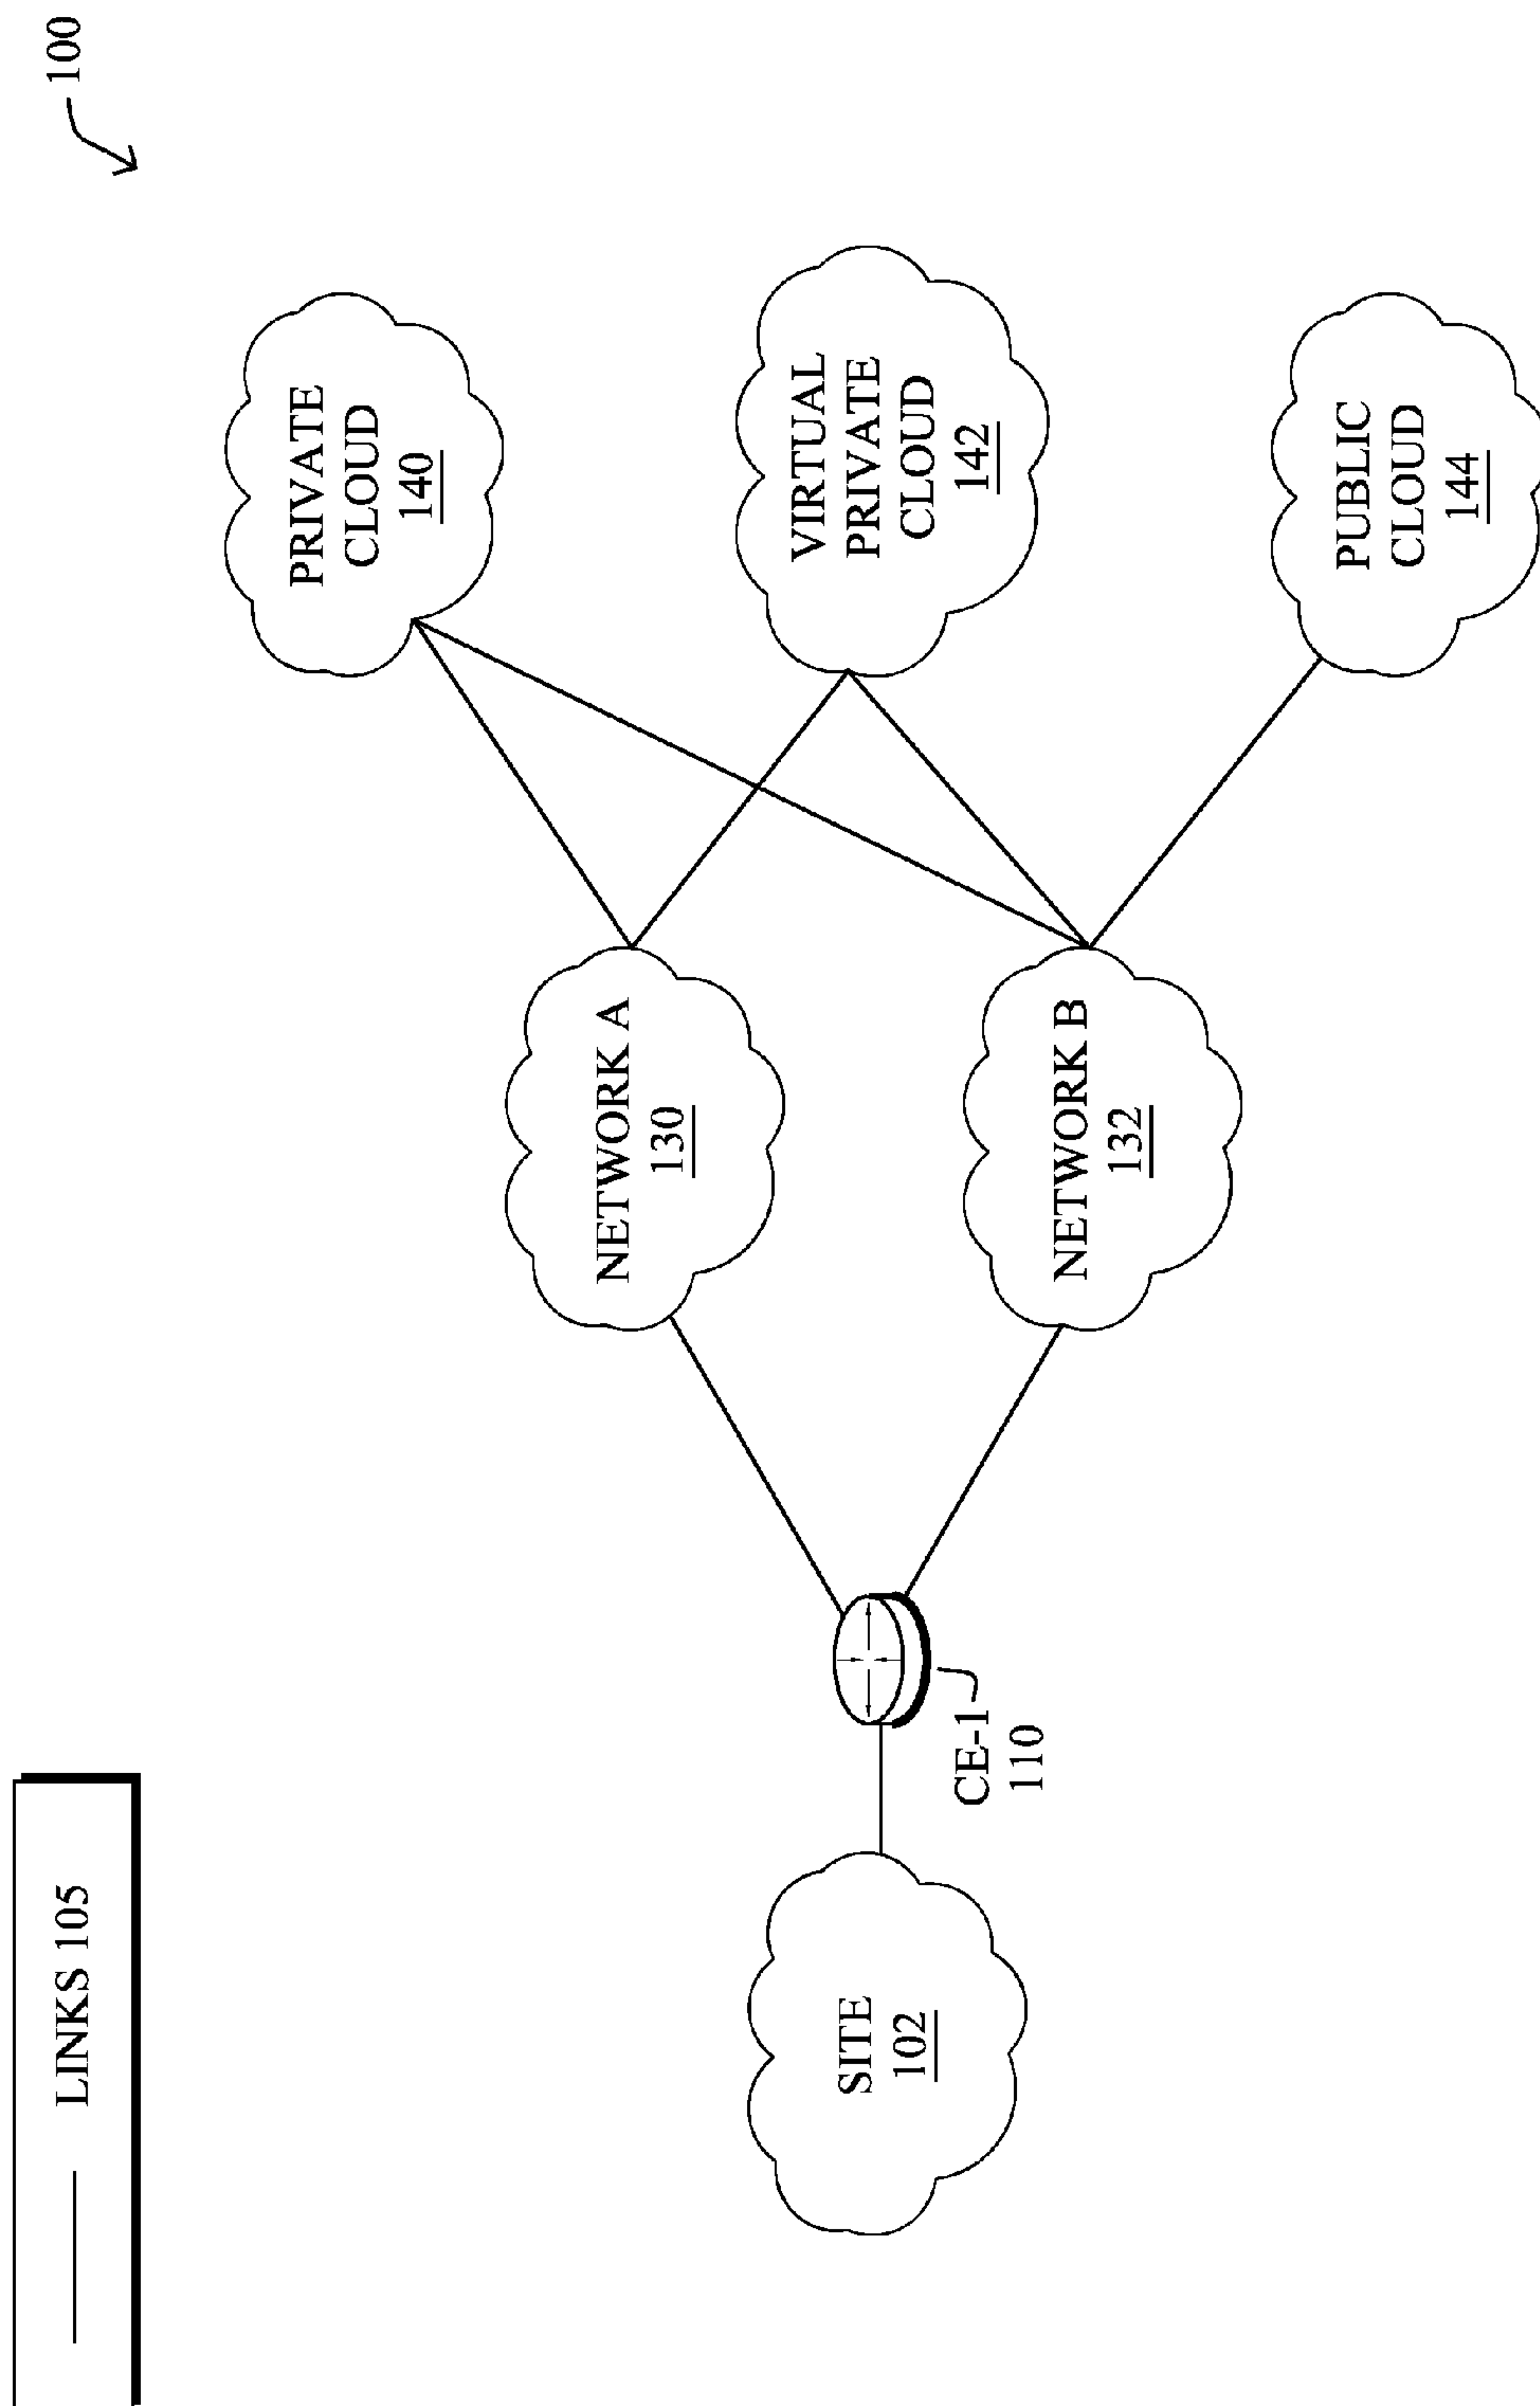 100
LINKS 105
PRIVATE
CLOUD
140
VIRTUAL
PRIVATE
CLOUD
142
PUBLIC
CLOUD
144
NETWORK A
130
NETWORK B
132
CE-1
110
SITE
102